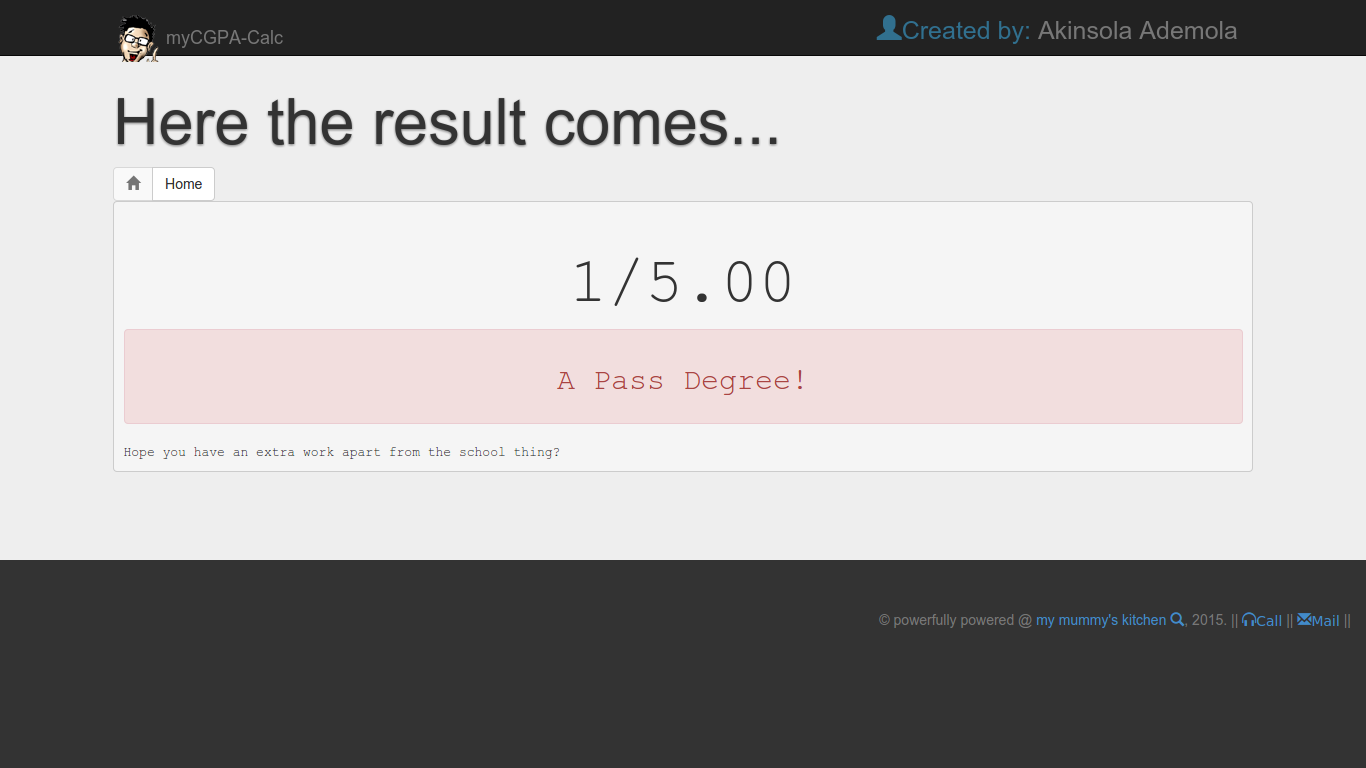 myCGPA-Calc
Created by: Akinsola Ademola
Here the result comes...
Home
1/5.00
A Pass Degree!
Hope you have an extra work apart from the school thing?
© powerfully powered @ my mummy's kitchen , 2015. || Call || Mail ||